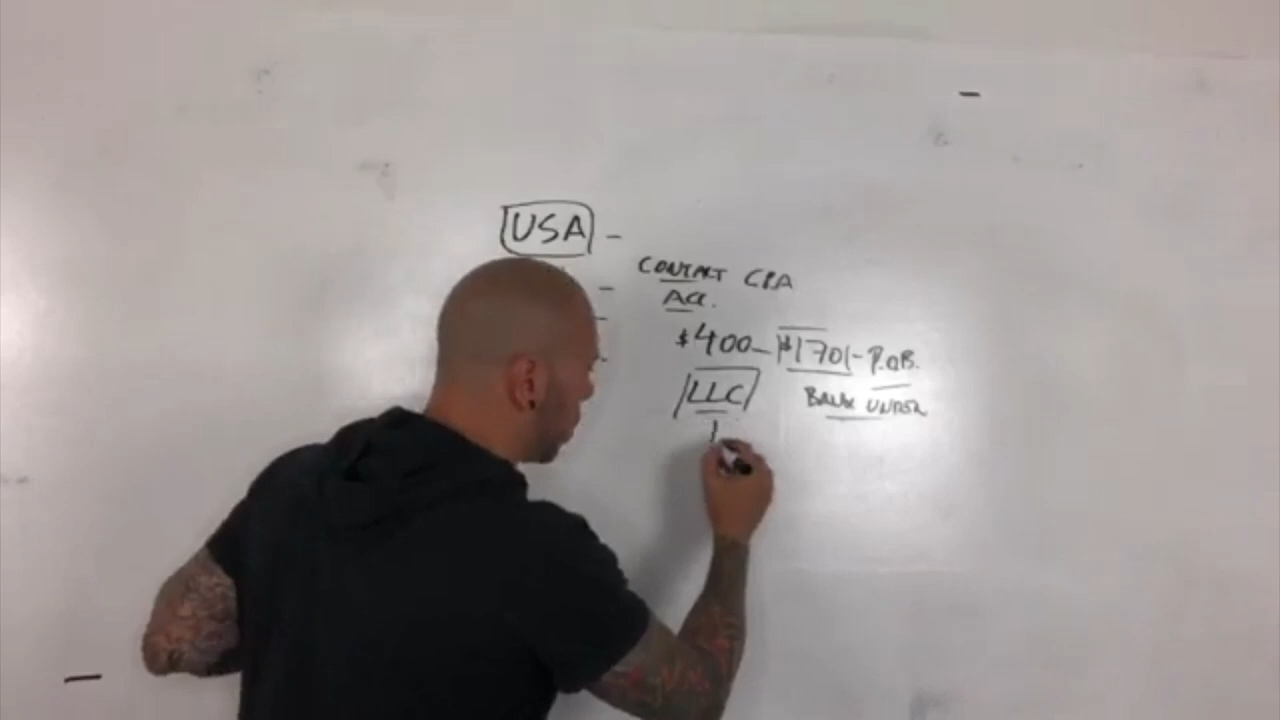 USA -
CONTACT CPA
ACC.
$400 - $170 - P.O.B.
LLC
BANK UNDER